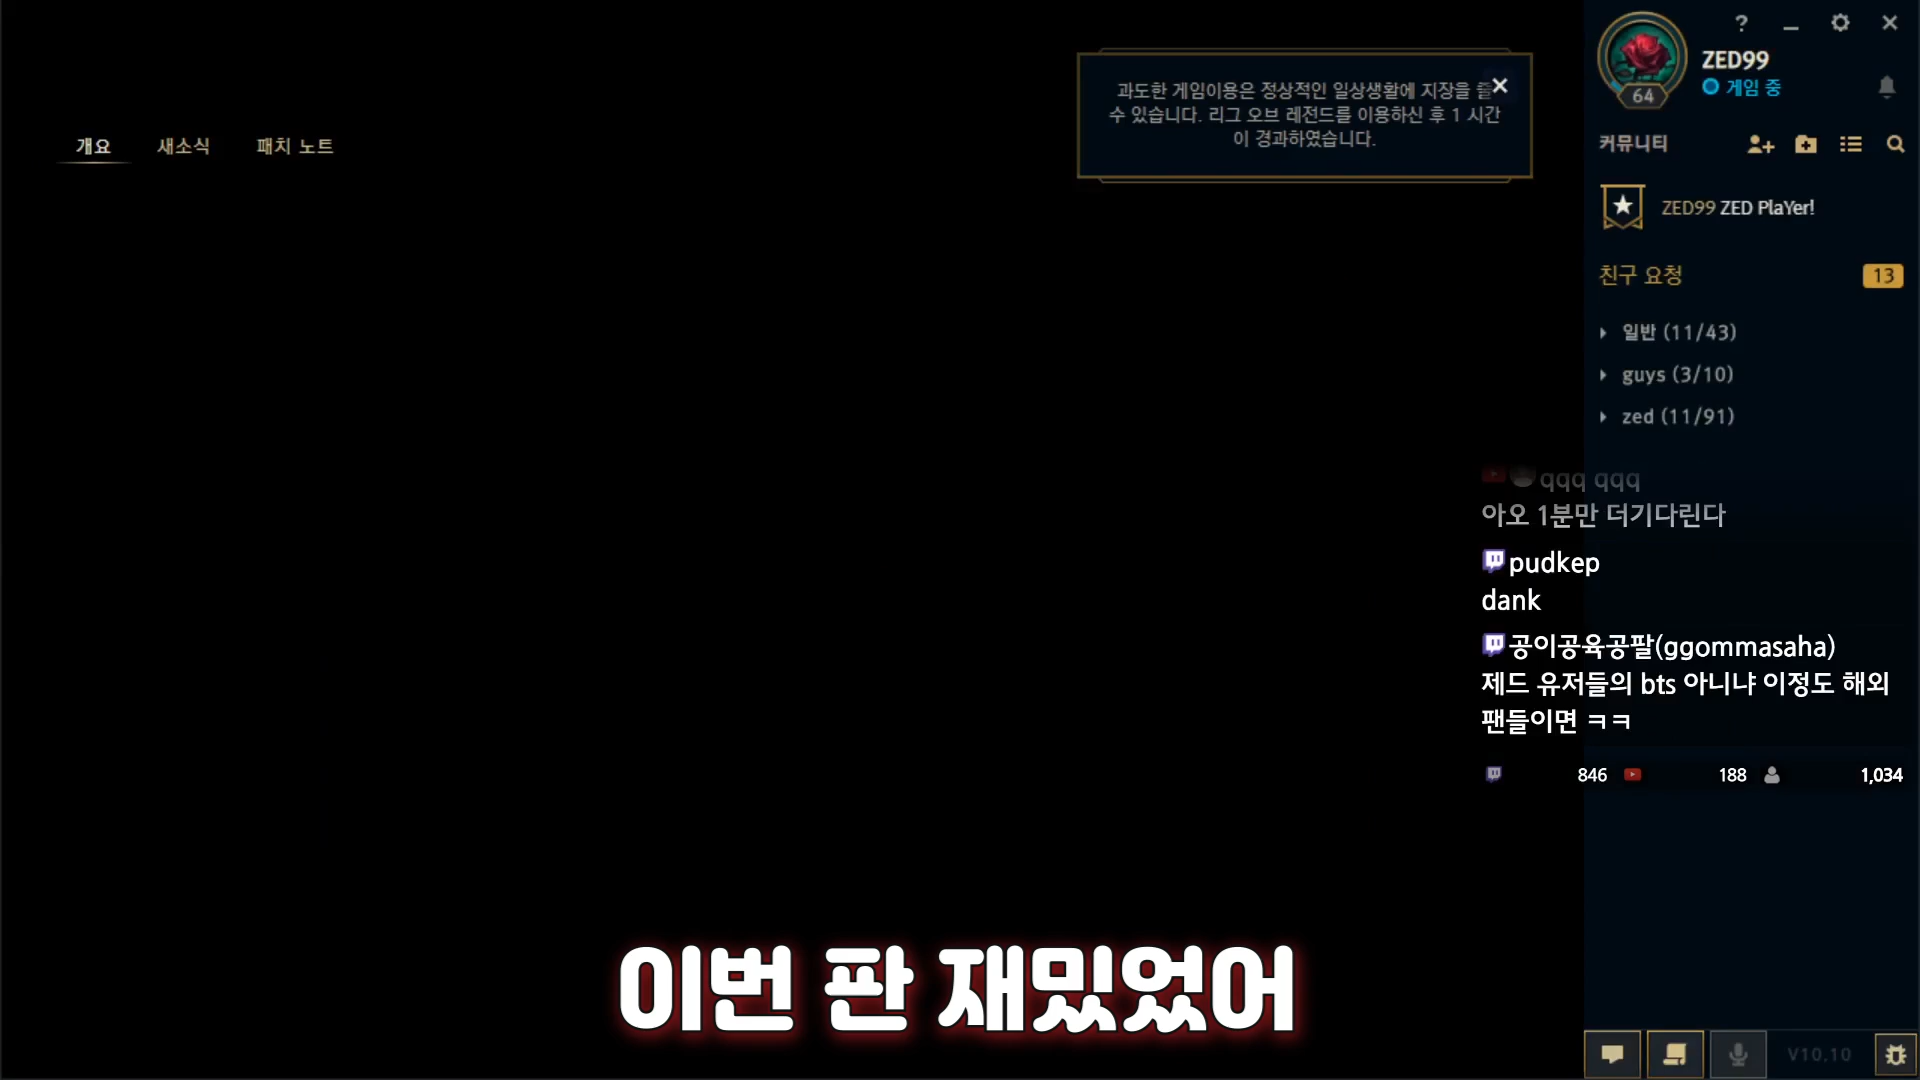 개요 새소식 패치 노트
과도한 게임이용은 정상적인 일상생활에 지장을 줄
수 있습니다. 리그 오브 레전드를 이용하신 후 1 시간
이 경과하였습니다.
?
ZED99
게임 중
64
커뮤니티
ZED99 ZED PlaYer!
친구 요청 13
일반 (11/43)
guys (3/10)
zed (11/91)
qqq qqq
아오 1분만 더기다린다
pudkep
dank
공이공육공팔(ggommasaha)
제드 유저들의 bts 아니냐 이정도 해외
팬들이면 ㅋㅋ
846 188 1,034
이번 판 재밌었어
V10.10